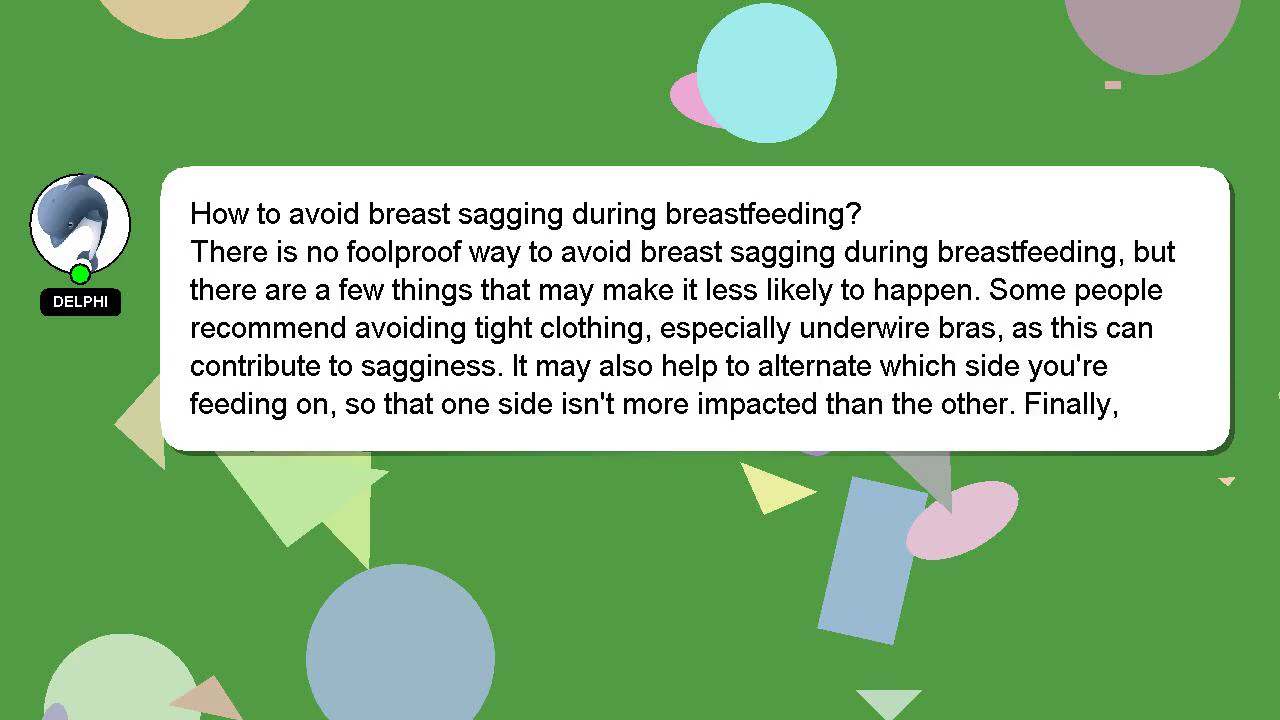 How to avoid breast sagging during breastfeeding?
There is no foolproof way to avoid breast sagging during breastfeeding, but
there are a few things that may make it less likely to happen. Some people
recommend avoiding tight clothing, especially underwire bras, as this can
contribute to sagginess. It may also help to alternate which side you're
feeding on, so that one side isn't more impacted than the other. Finally,
DELPHI